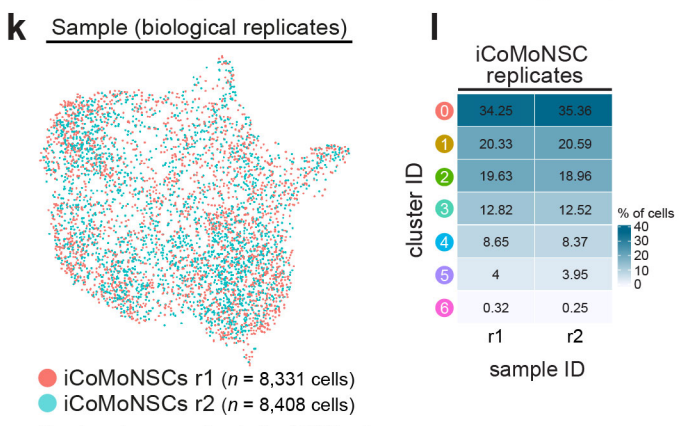 k
Sample (biological replicates)
iCoMoNSCs r1 (n = 8,331 cells)
iCoMoNSCs r2 (n = 8,408 cells)
l
iCoMoNSC
replicates
cluster ID
0 34.25 35.36
1 20.33 20.59
2 19.63 18.96
3 12.82 12.52
4 8.65 8.37
5 4 3.95
6 0.32 0.25
r1 r2
sample ID
% of cells
40
30
20
10
0